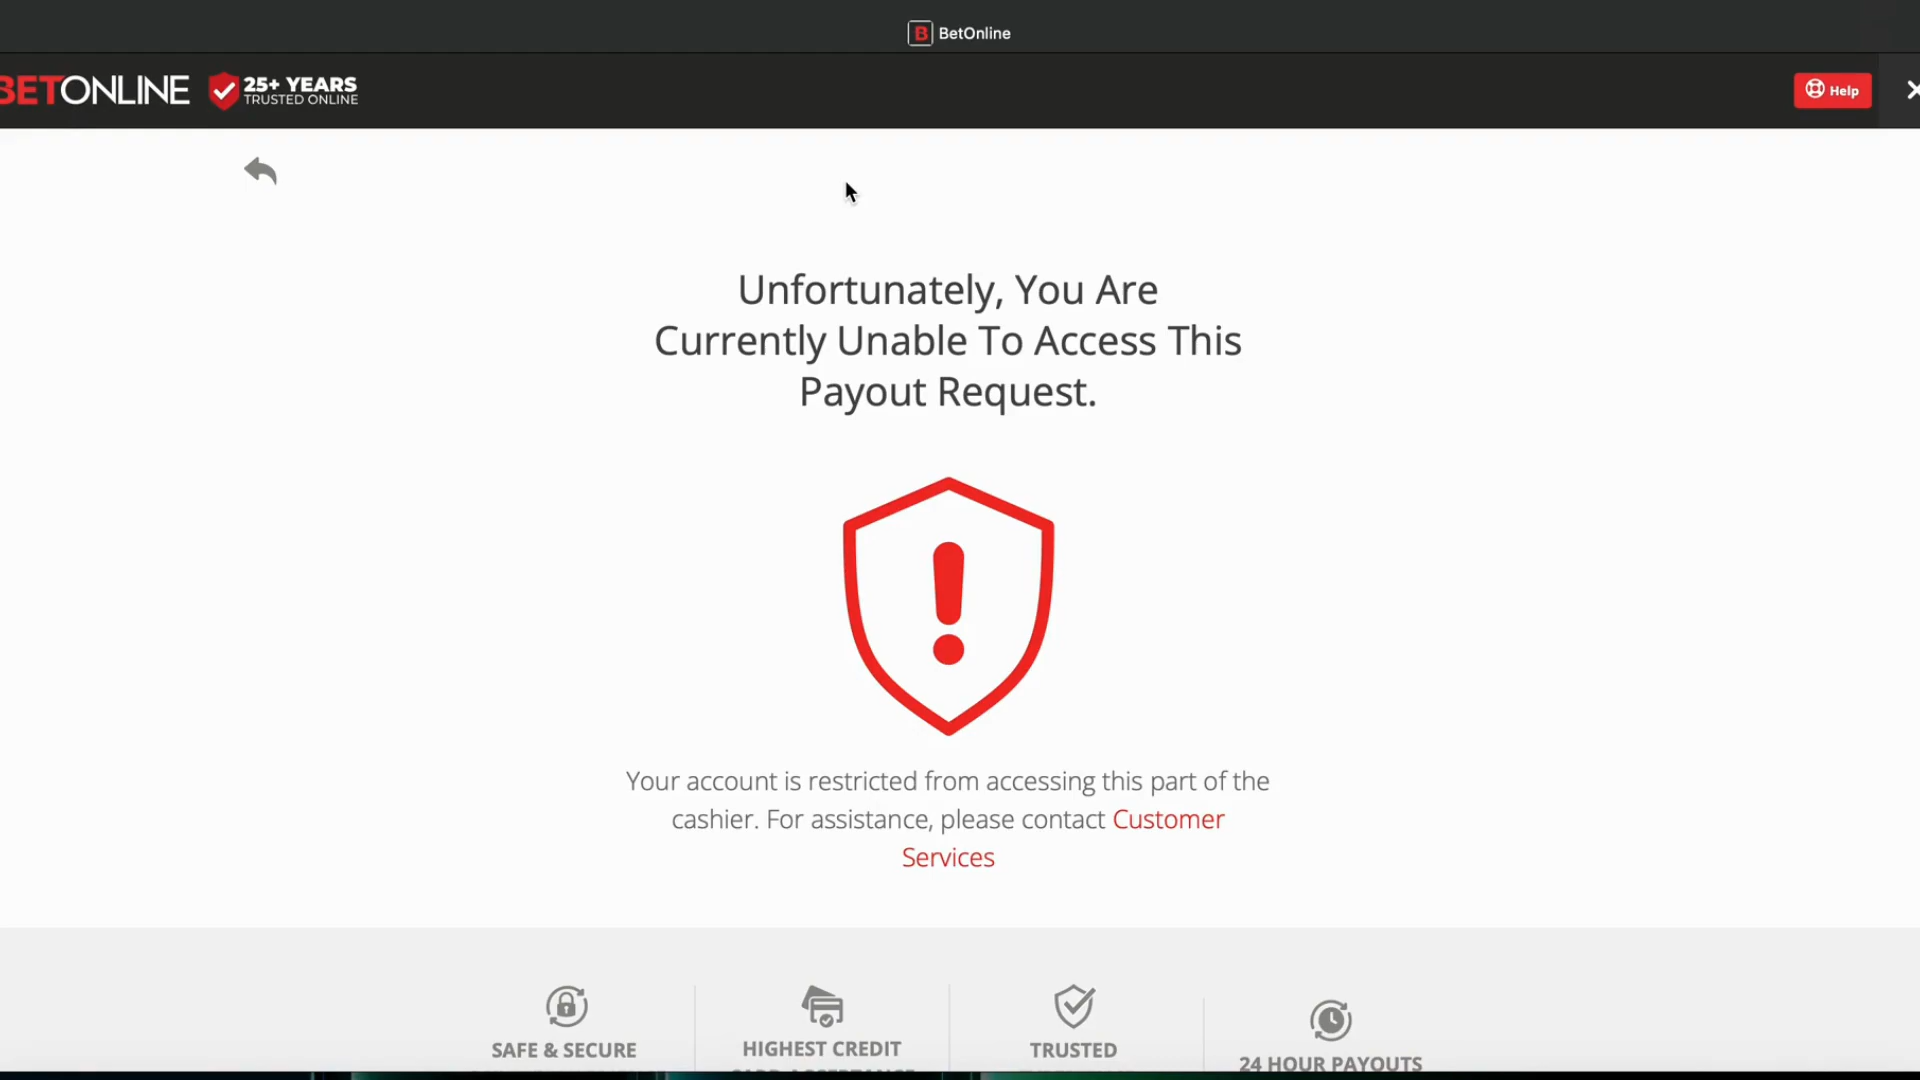 B BetOnline
BETONLINE
25+ YEARS
TRUSTED ONLINE
Help
Unfortunately, You Are
Currently Unable To Access This
Payout Request.
Your account is restricted from accessing this part of the
cashier. For assistance, please contact Customer
Services
SAFE & SECURE
HIGHEST CREDIT
CARD ACCEPTANCE
TRUSTED
24 HOUR PAYOUTS